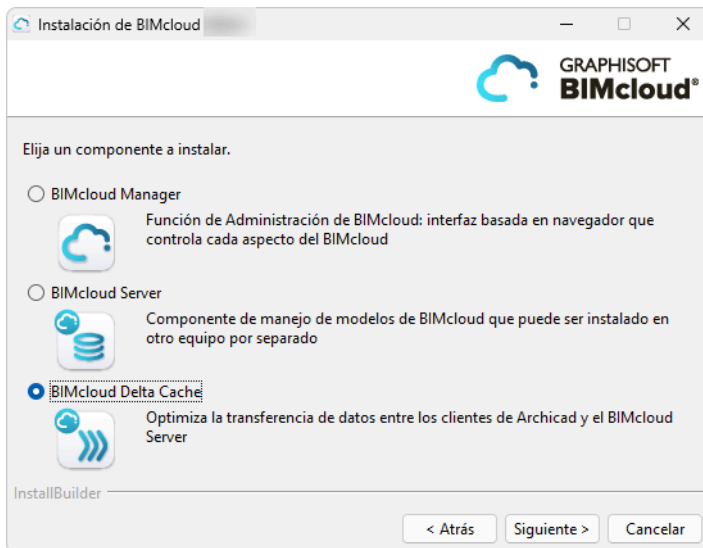 Instalación de BIMcloud
GRAPHISOFT
BIMcloud®
Elija un componente a instalar.
BIMcloud Manager
Función de Administración de BIMcloud: interfaz basada en navegador que
controla cada aspecto del BIMcloud
BIMcloud Server
Componente de manejo de modelos de BIMcloud que puede ser instalado en
otro equipo por separado
BIMcloud Delta Cache
Optimiza la transferencia de datos entre los clientes de Archicad y el BIMcloud
Server
InstallBuilder
< Atrás Siguiente > Cancelar